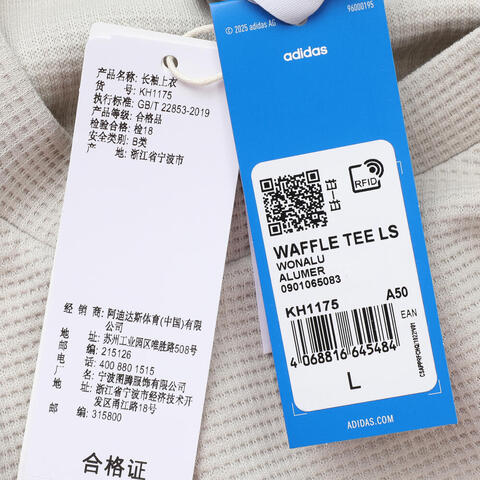 产品名称: 长袖上衣
货 号: KH1175
执行标准: GB/T 22853-2019
产品等级: 合格品
检验合格: 检18
安全类别: B类
产 地: 浙江省宁波市
经 销 商: 阿迪达斯体育(中国)有限
公司
地 址: 苏州工业园区唯胜路508号
邮 编: 215126
电 话: 400 880 1515
宁波图腾服饰有限公司
地 址: 浙江省宁波市经济技术开
发区甬江路18号
邮 编: 315800
合格证
© 2025 adidas AG
96000195
adidas
RFID
WAFFLE TEE LS
WONALU
ALUMER
0901065083
KH1175
A50
EAN
4 068816 645484
L
ADIDAS.COM